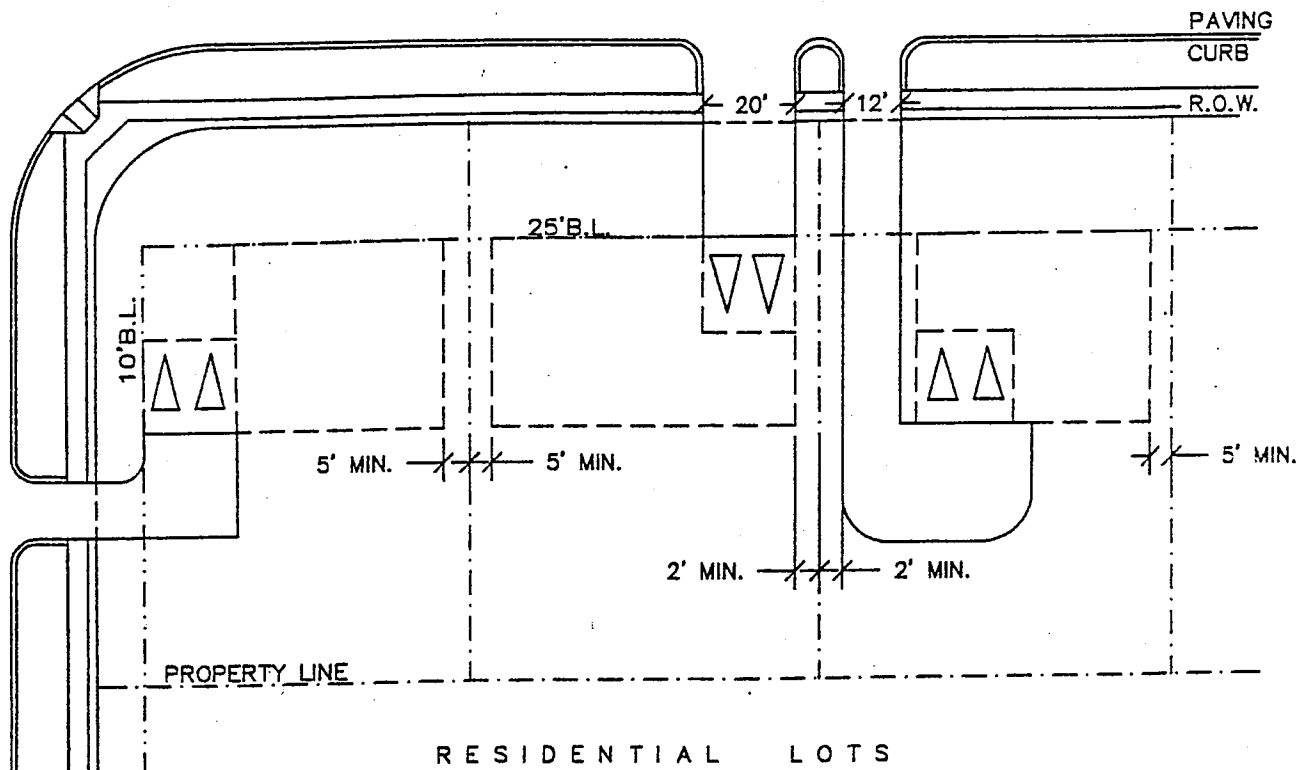 PAVING
CURB
20' 12' R.O.W.
25'B.L.
10'B.L.
5' MIN. 5' MIN. 5' MIN.
2' MIN. 2' MIN.
PROPERTY LINE
RESIDENTIAL LOTS